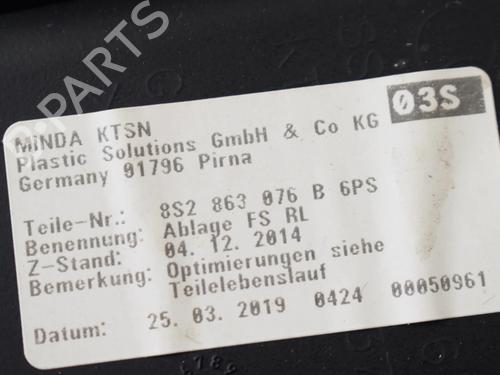 MINDA KTSN
Plastic Solutions GmbH & Co KG
Germany 01796 Pirna
03S
Teile-Nr.: 8S2 863 076 B 6PS
Benennung: Ablage FS RL
Z-Stand: 04. 12. 2014
Bemerkung: Optimierungen siehe
Teilelebenslauf
Datum: 25. 03. 2019 0424 00050961
PARTS